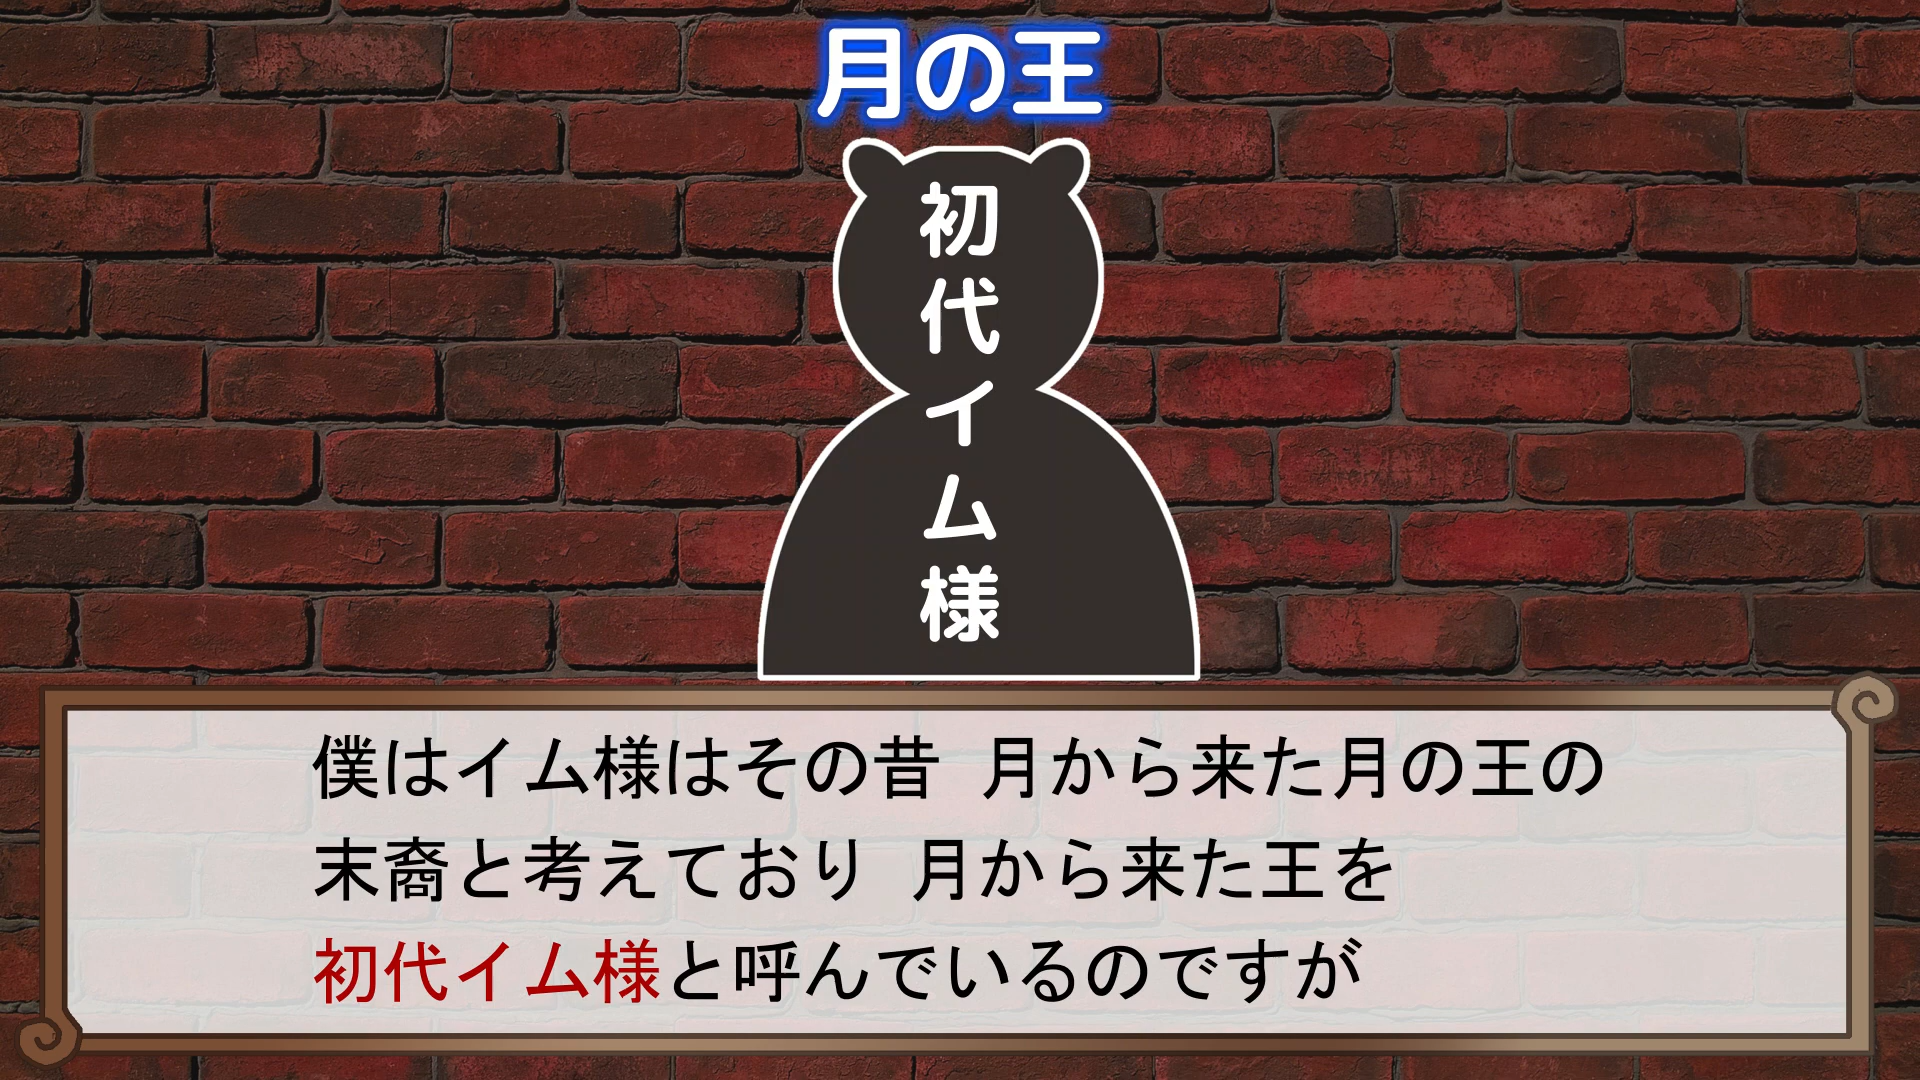 月の王
初代イム様
僕はイム様はその昔 月から来た月の王の
末裔と考えており 月から来た王を
初代イム様と呼んでいるのですが